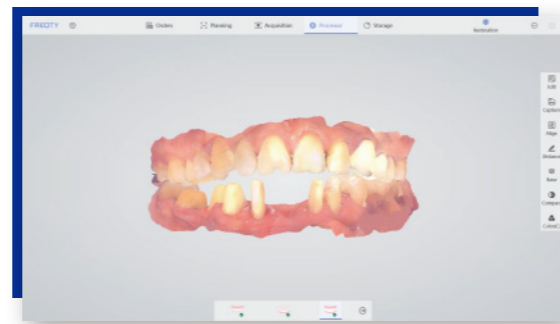 FREQTY
Orders
Planning
Acquisition
Processor
Storage
Restoration
Edit
Capture
Align
Distance
Base
Compare